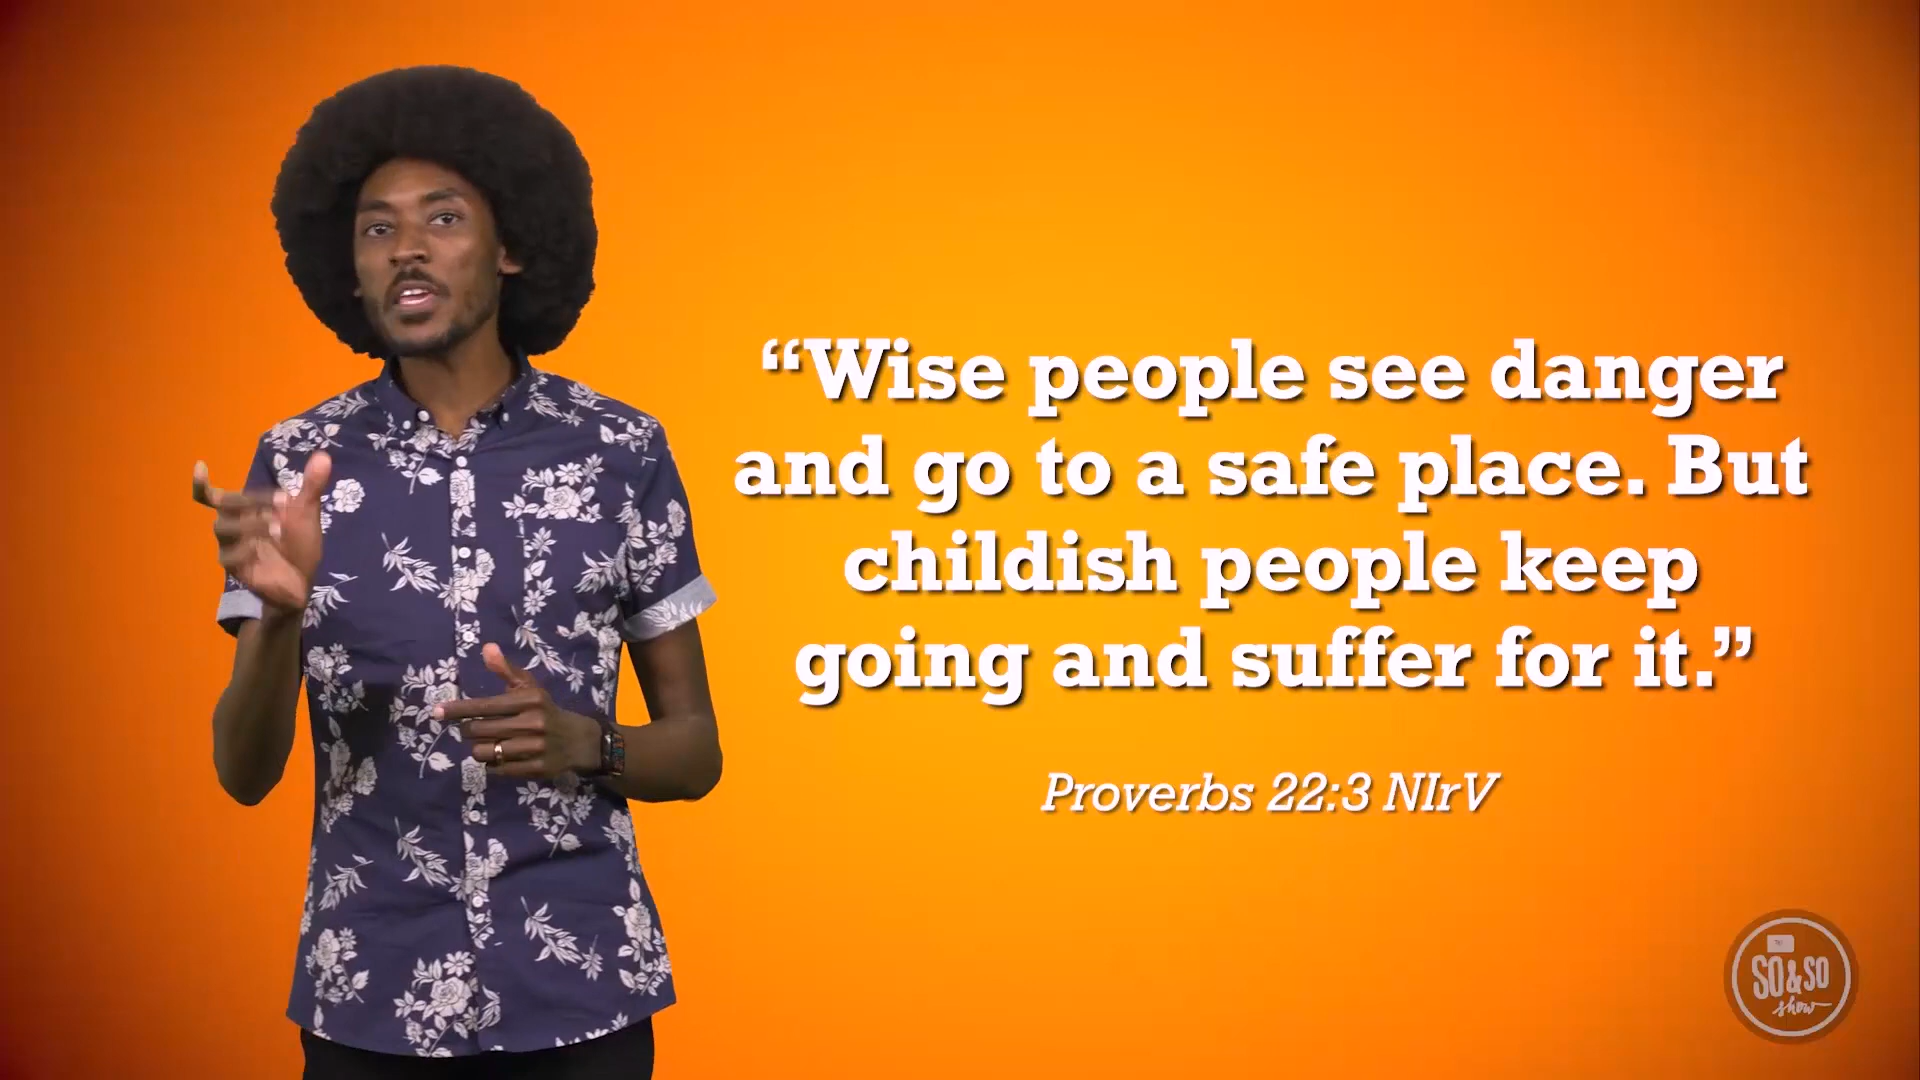 “Wise people see danger
and go to a safe place. But
childish people keep
going and suffer for it.”
Proverbs 22:3 NIrV
SO & SO
show